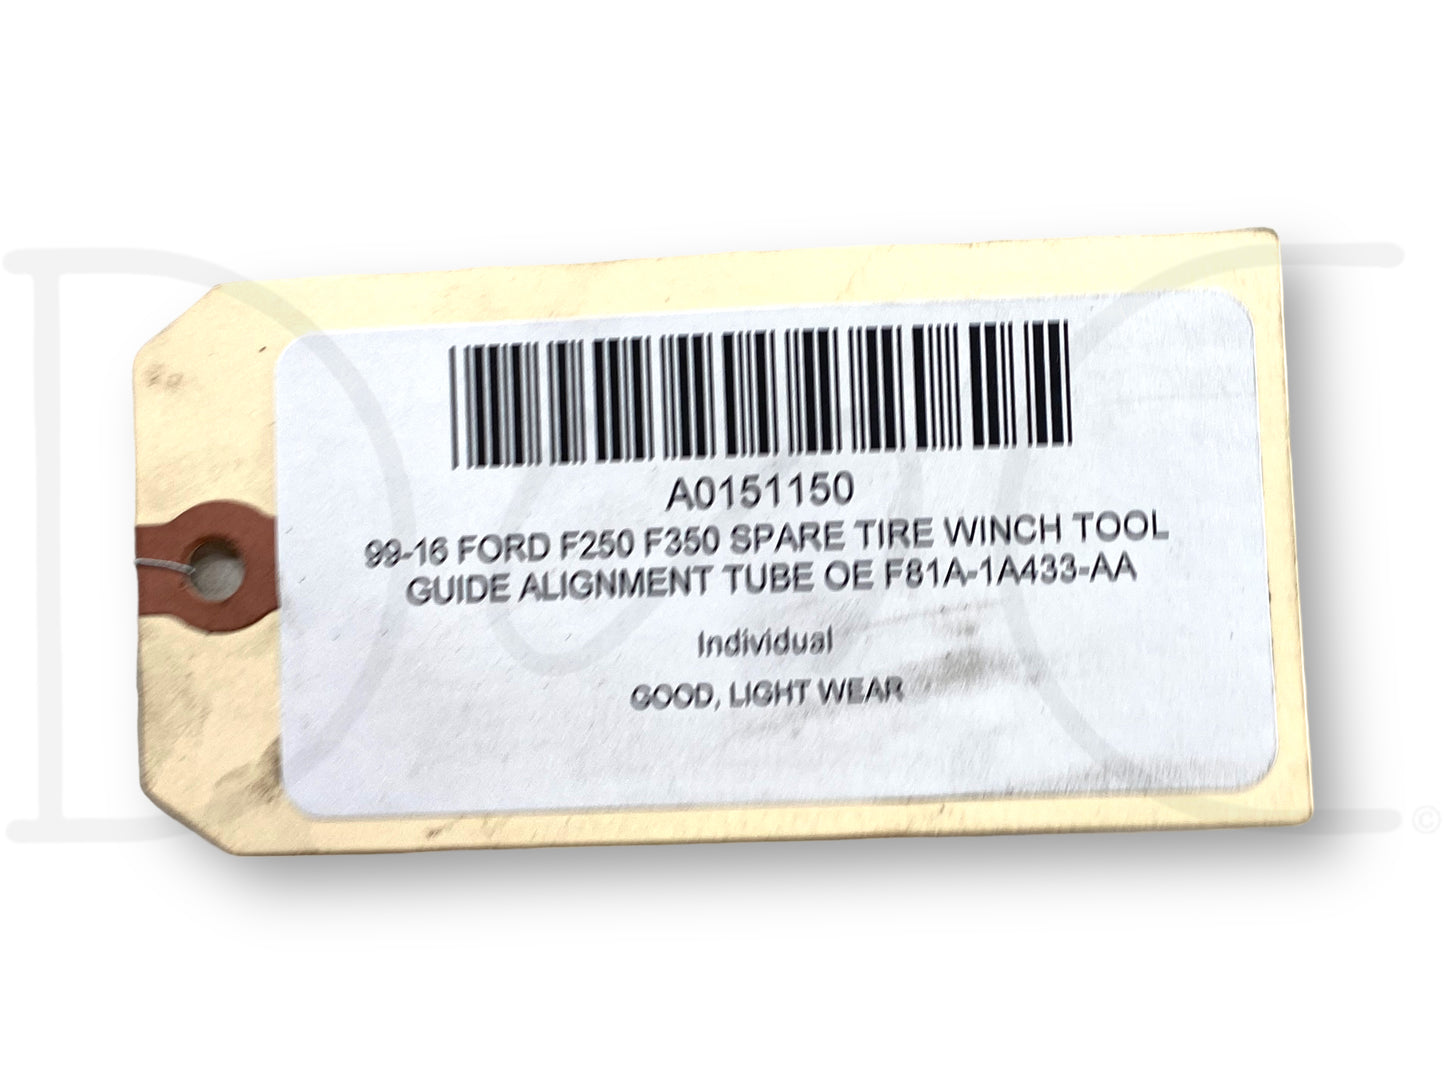 A0151150
99-16 FORD F250 F350 SPARE TIRE WINCH TOOL
GUIDE ALIGNMENT TUBE OE F81A-1A433-AA
Individual
GOOD, LIGHT WEAR
©